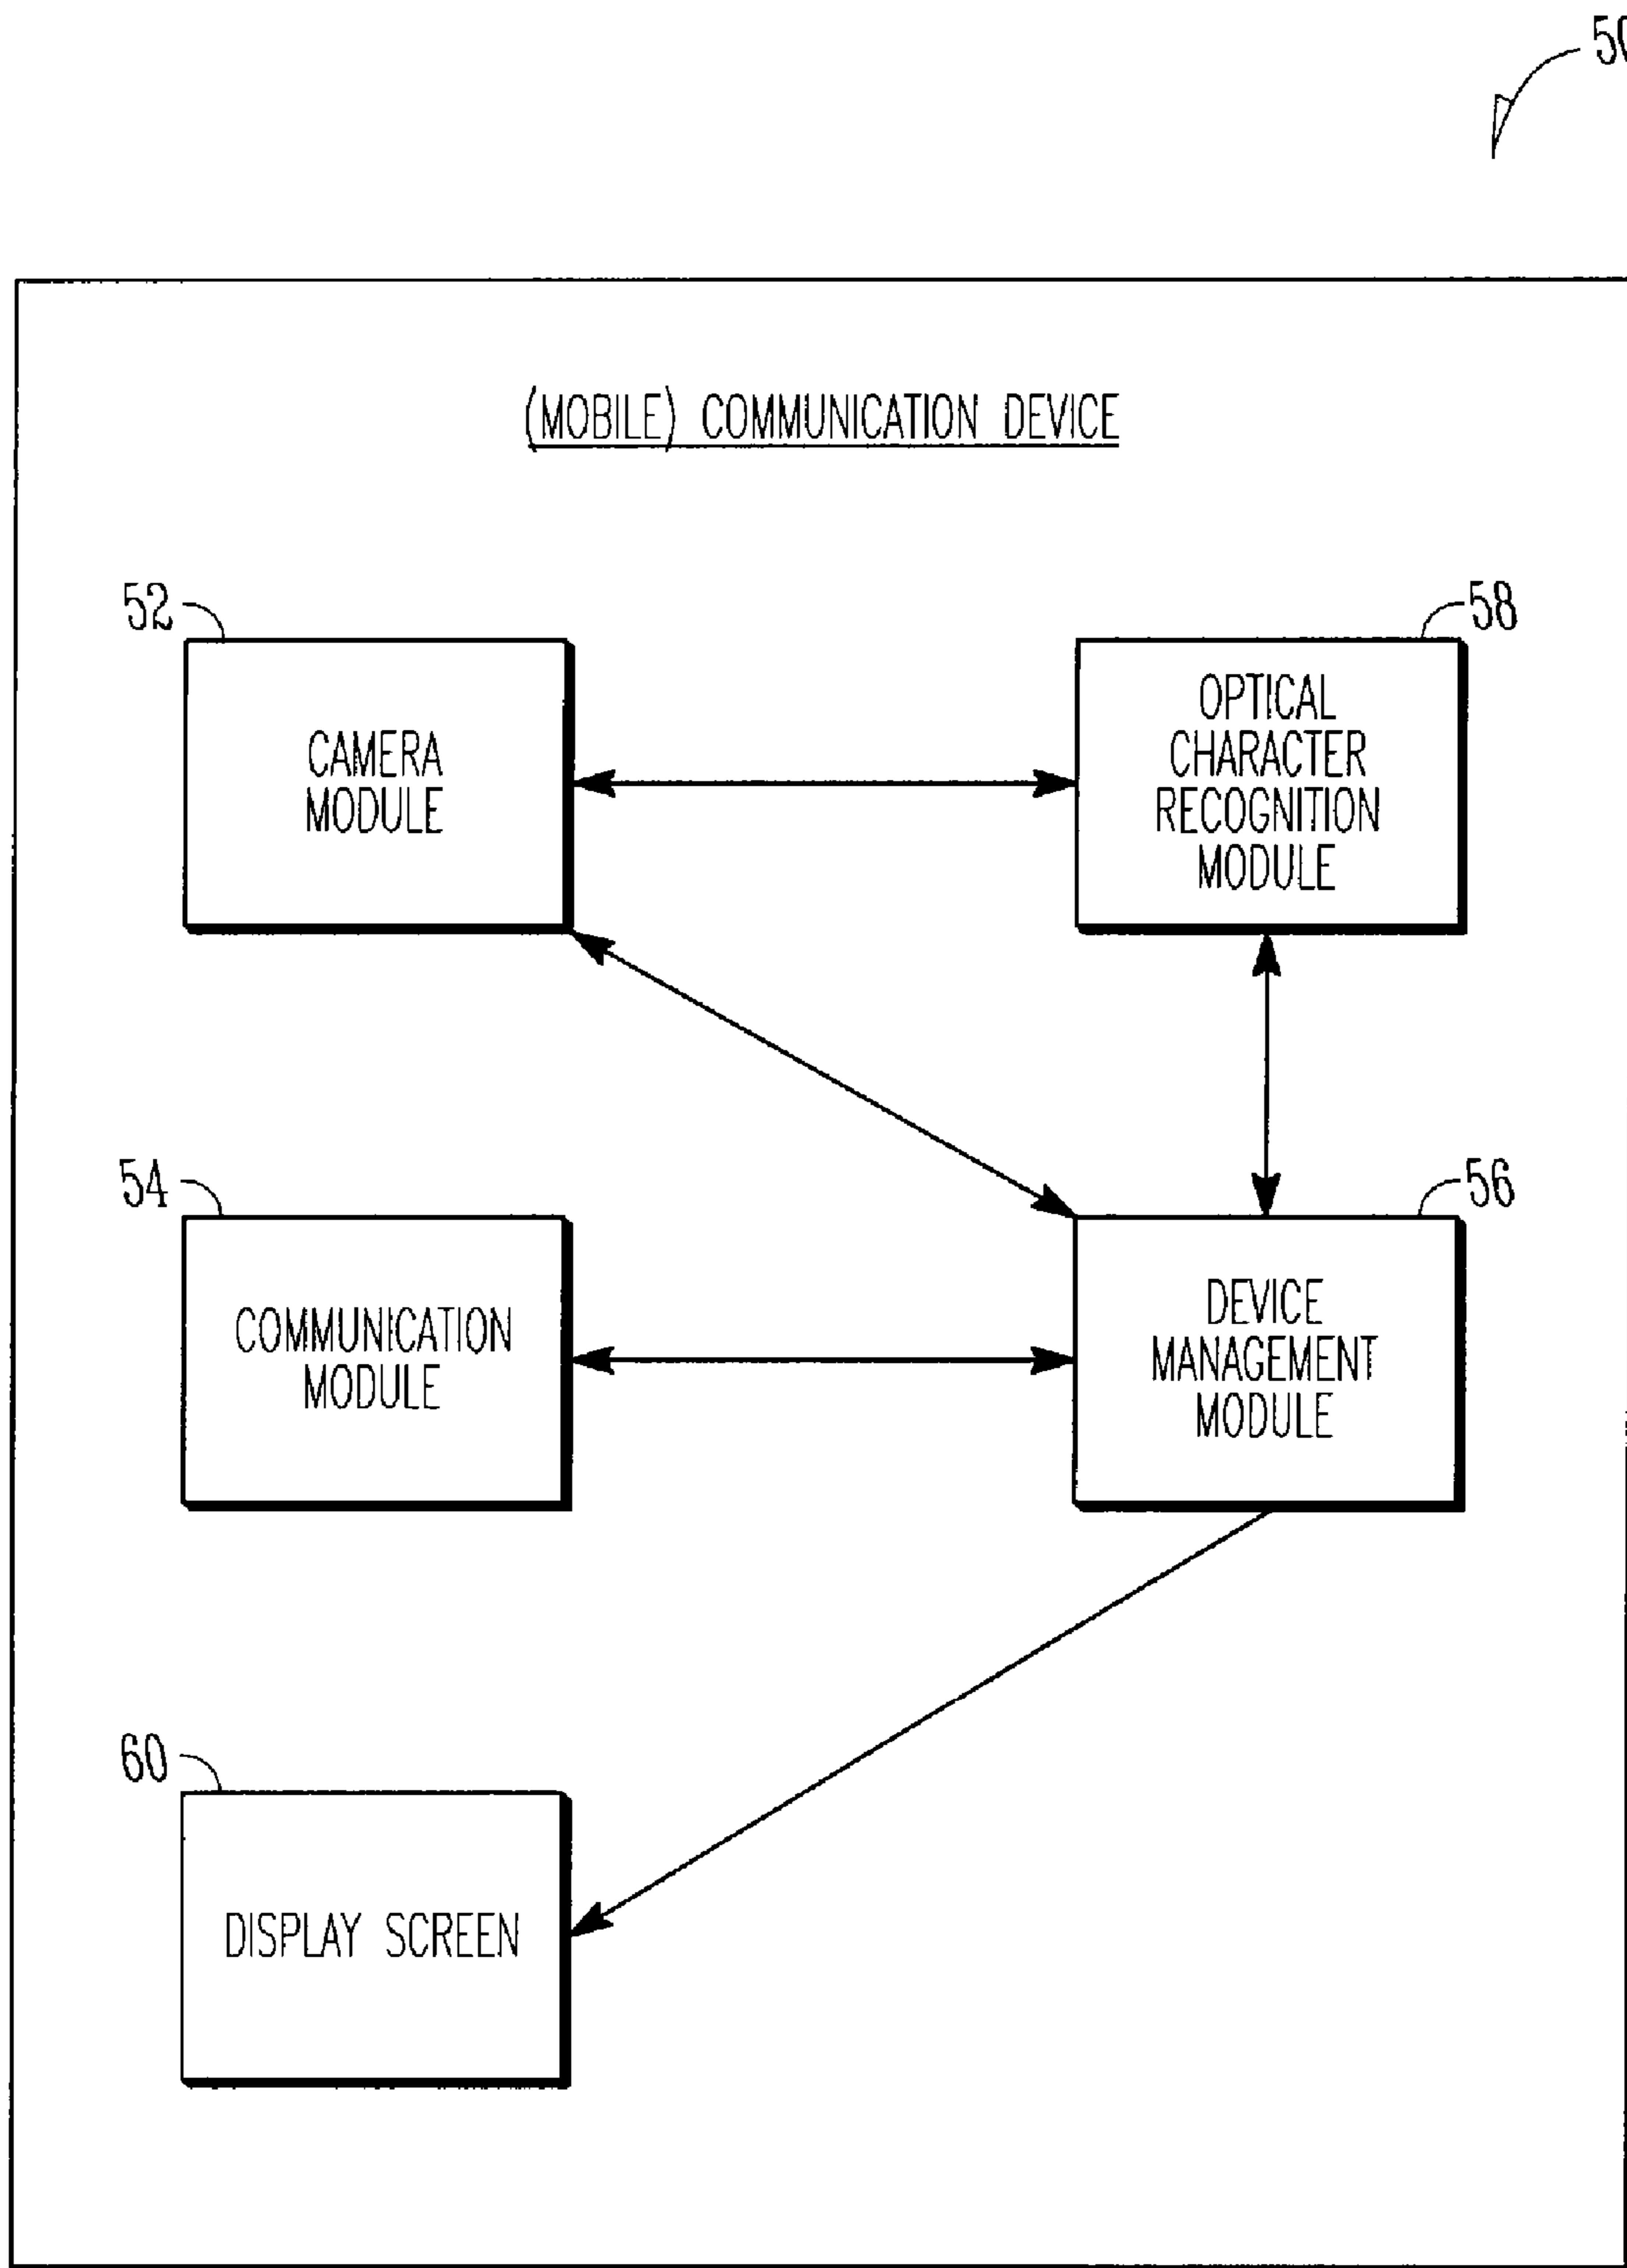 50
(MOBILE) COMMUNICATION DEVICE
52
CAMERA
MODULE
58
OPTICAL
CHARACTER
RECOGNITION
MODULE
54
COMMUNICATION
MODULE
56
DEVICE
MANAGEMENT
MODULE
60
DISPLAY SCREEN